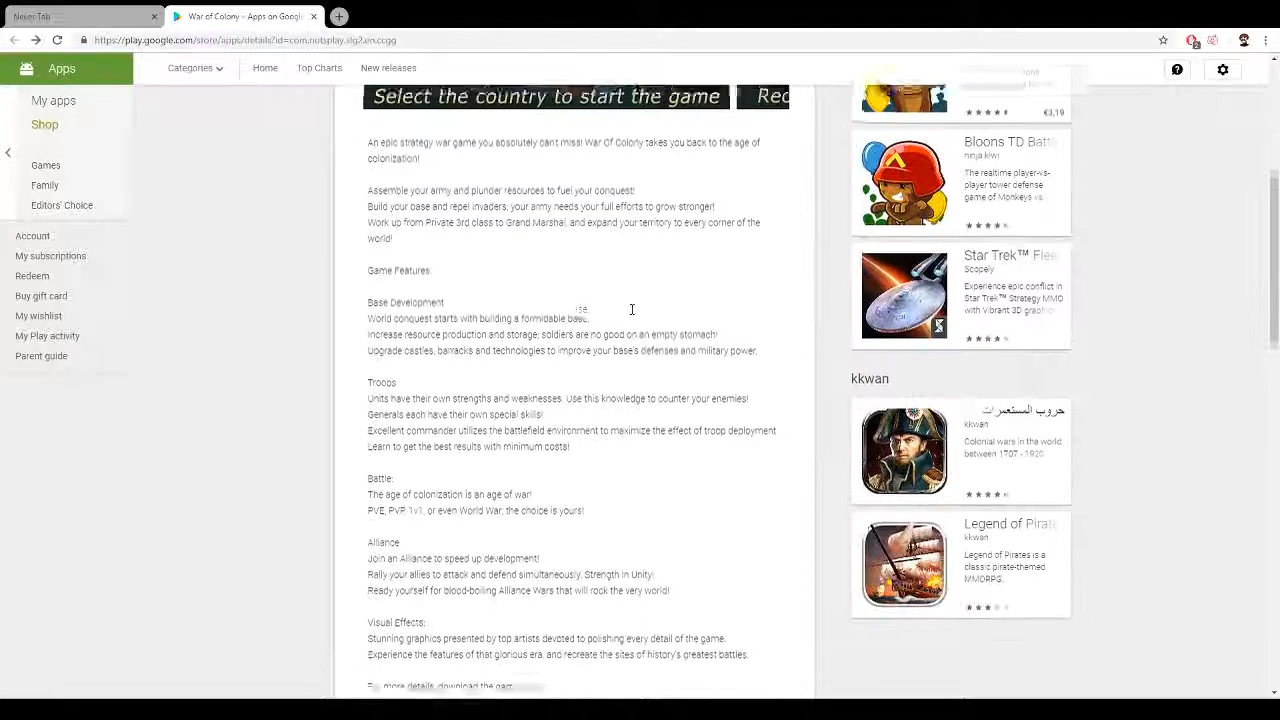 War of Colony - Apps on Google
https://play.google.com/store/apps/details?id=com.nutsplay.slg2.en.ccgg
Apps
Categories
Home
Top Charts
New releases
My apps
Shop
Games
Family
Editors' Choice
Account
My subscriptions
Redeem
Buy gift card
My wishlist
My Play activity
Parent guide
Select the country to start the game
Rec
An epic strategy war game you absolutely can't miss! War Of Colony takes you back to the age of
colonization!
Assemble your army and plunder resources to fuel your conquest!
Build your base and repel invaders; your army needs your full efforts to grow stronger!
Work up from Private 3rd class to Grand Marshal, and expand your territory to every corner of the
world!
Game Features:
Base Development
World conquest starts with building a formidable base.
Increase resource production and storage; soldiers are no good on an empty stomach!
Upgrade castles, barracks and technologies to improve your base's defenses and military power.
Troops
Units have their own strengths and weaknesses. Use this knowledge to counter your enemies!
Generals each have their own special skills!
Excellent commander utilizes the battlefield environment to maximize the effect of troop deployment
Learn to get the best results with minimum costs!
Battle:
The age of colonization is an age of war!
PVE, PVP, 1v1, or even World War; the choice is yours!
Alliance
Join an Alliance to speed up development!
Rally your allies to attack and defend simultaneously. Strength in Unity!
Ready yourself for blood-boiling Alliance Wars that will rock the very world!
Visual Effects:
Stunning graphics presented by top artists devoted to polishing every detail of the game.
Experience the features of that glorious era, and recreate the sites of history's greatest battles.
more details, download the gam
€3,19
Bloons TD Batt
ninja kiwi
The realtime player-vs-
player tower defense
game of Monkeys vs.
Star Trek™ Flee
Scopely
Experience epic conflict in
Star Trek™ Strategy MMO
with Vibrant 3D graphic
kkwan
حروب المستعمرات
kkwan
Colonial wars in the world
between 1707 - 1920
Legend of Pirate
kkwan
Legend of Pirates is a
classic pirate-themed
MMORPG.